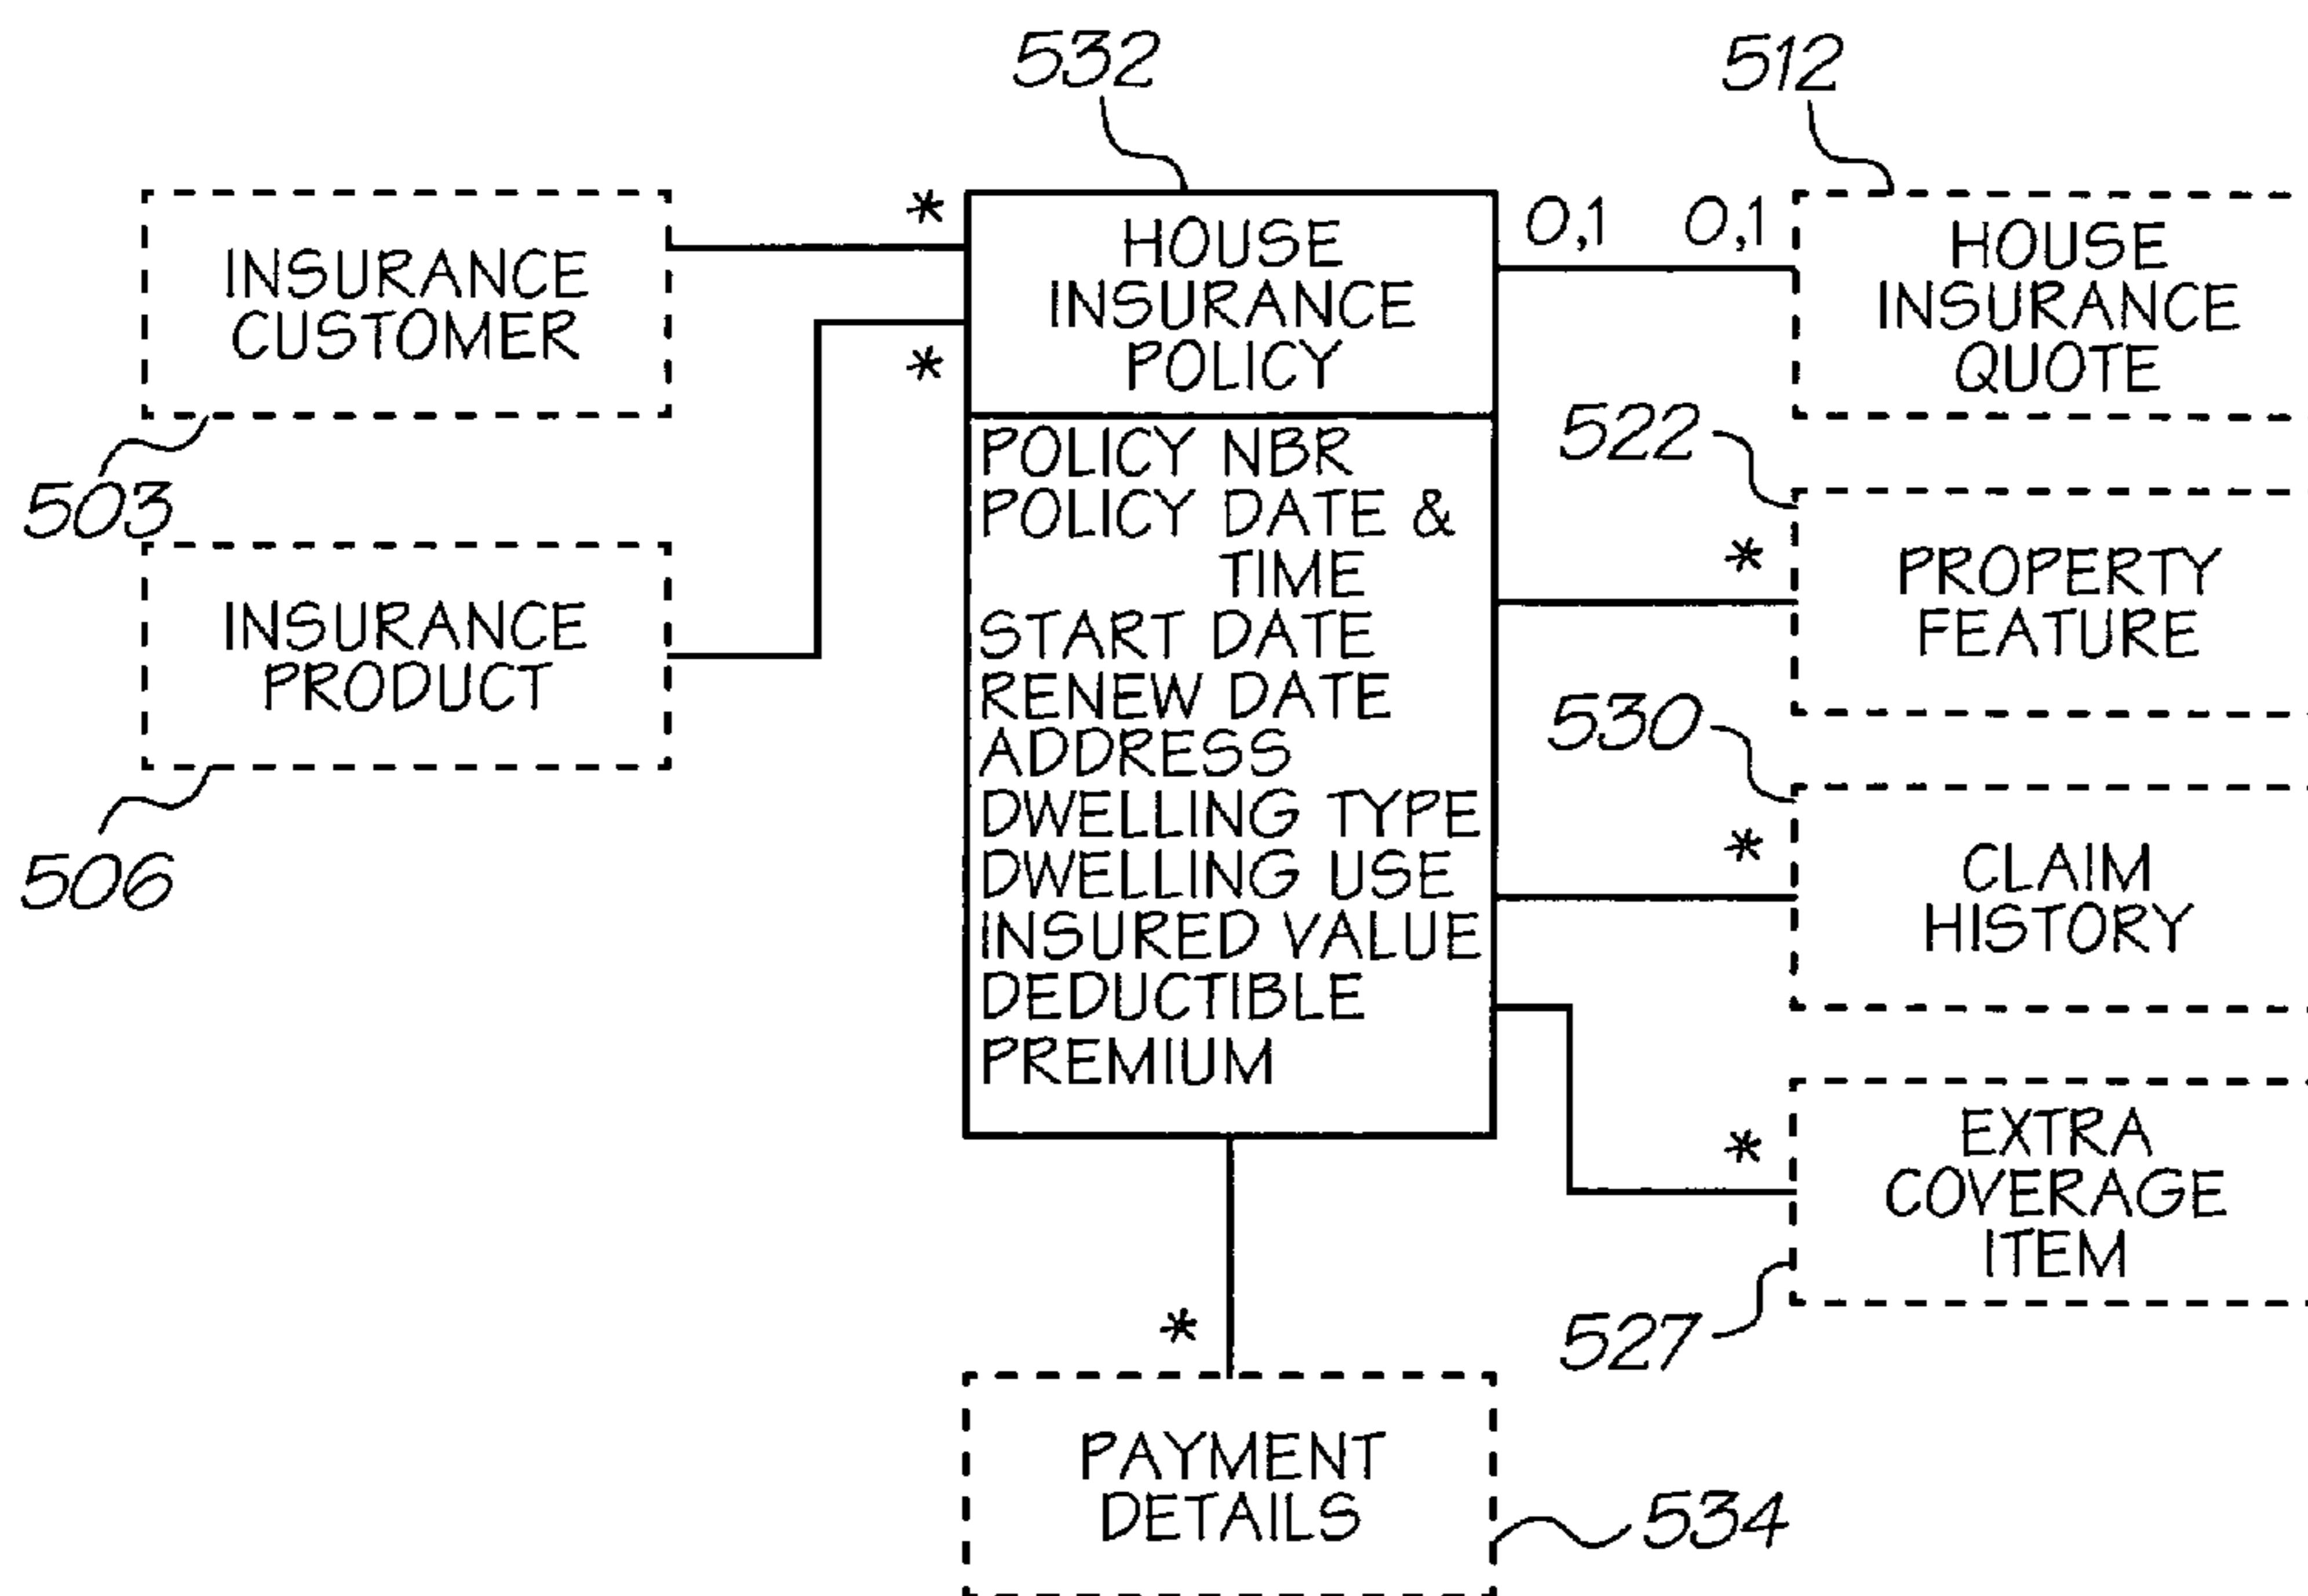 532
512
*
HOUSE
INSURANCE
POLICY
0,1 0,1
HOUSE
INSURANCE
QUOTE
INSURANCE
CUSTOMER
*
503
522
POLICY NBR
POLICY DATE &
TIME
START DATE
RENEW DATE
ADDRESS
DWELLING TYPE
DWELLING USE
INSURED VALUE
DEDUCTIBLE
PREMIUM
*
PROPERTY
FEATURE
INSURANCE
PRODUCT
506
530
*
CLAIM
HISTORY
*
EXTRA
COVERAGE
ITEM
527
*
PAYMENT
DETAILS
534